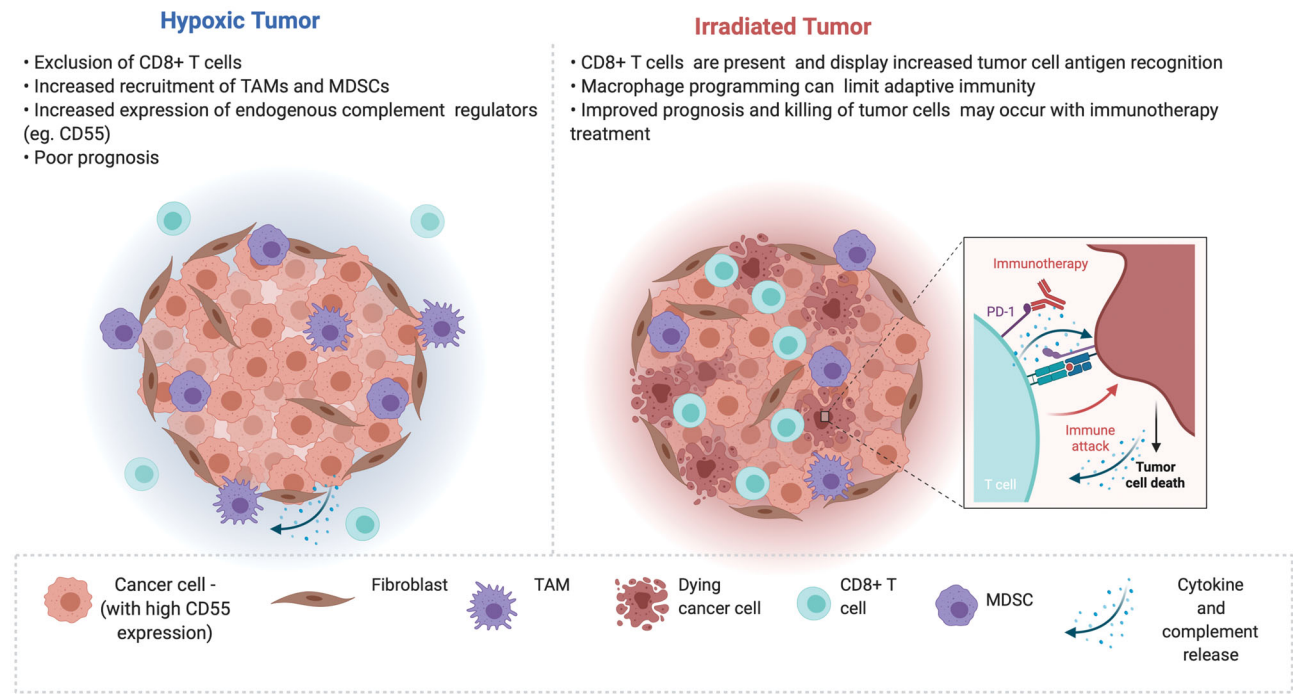 Hypoxic Tumor
• Exclusion of CD8+ T cells
• Increased recruitment of TAMs and MDSCs
• Increased expression of endogenous complement regulators
(eg. CD55)
• Poor prognosis
Irradiated Tumor
• CD8+ T cells are present and display increased tumor cell antigen recognition
• Macrophage programming can limit adaptive immunity
• Improved prognosis and killing of tumor cells may occur with immunotherapy
treatment
Immunotherapy
PD-1
Immune
attack
T cell
Tumor
cell death
Cancer cell -
(with high CD55
expression)
Fibroblast
TAM
Dying
cancer cell
CD8+ T
cell
MDSC
Cytokine
and
complement
release